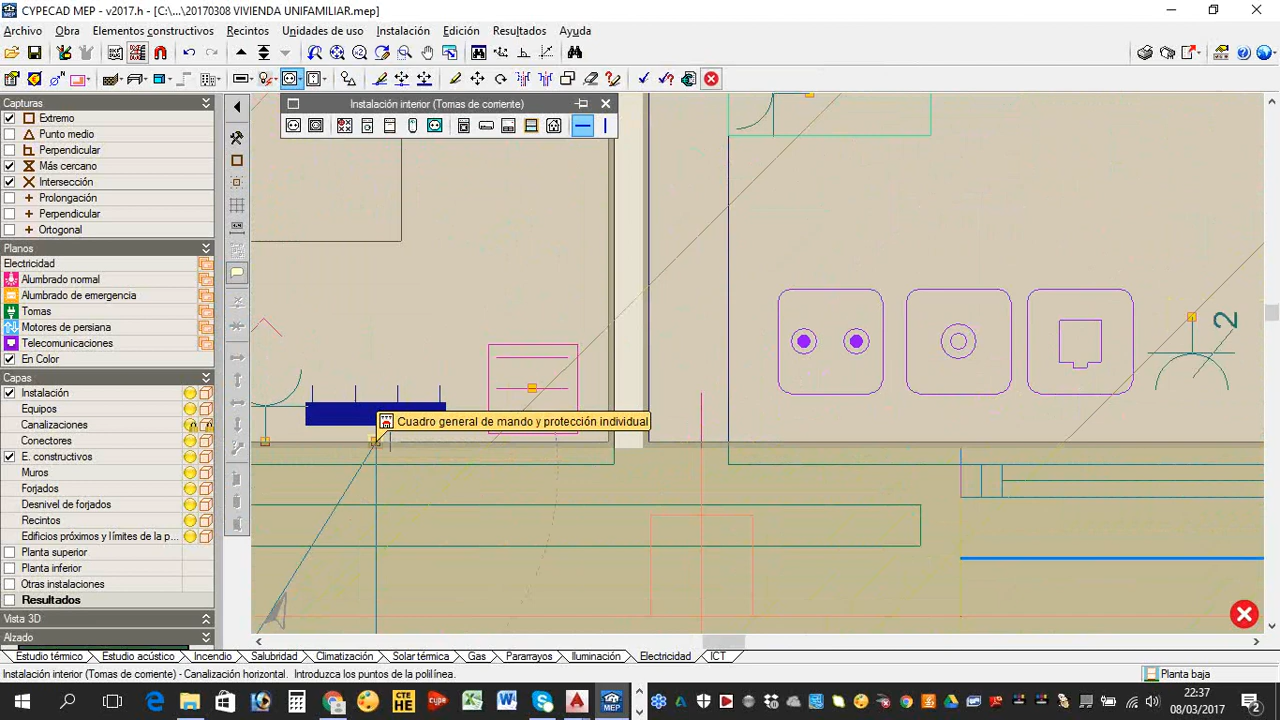 CYPECAD MEP - v2017.h - [C:\...\20170308 VIVIENDA UNIFAMILIAR.mep]
Archivo Obra Elementos constructivos Recintos Unidades de uso Instalación Edición Resultados Ayuda
Capturas
Instalación interior (Tomas de corriente)
Extremo
Punto medio
Perpendicular
Más cercano
Intersección
Prolongación
Perpendicular
Ortogonal
Planos
Electricidad
Alumbrado normal
Alumbrado de emergencia
Tomas
Motores de persiana
Telecomunicaciones
En Color
Capas
Instalación
Equipos
Canalizaciones
Conectores
E. constructivos
Muros
Forjados
Desnivel de forjados
Recintos
Edificios próximos y límites de la p...
Planta superior
Planta inferior
Otras instalaciones
Resultados
Vista 3D
Alzado
2
Cuadro general de mando y protección individual
Estudio térmico Estudio acústico Incendio Salubridad Climatización Solar térmica Gas Pararrayos Iluminación Electricidad ICT
Instalación interior (Tomas de corriente) - Canalización horizontal. Introduzca los puntos de la polilínea.
Planta baja
CTE
HE
cype
MEP
22:37
08/03/2017
2